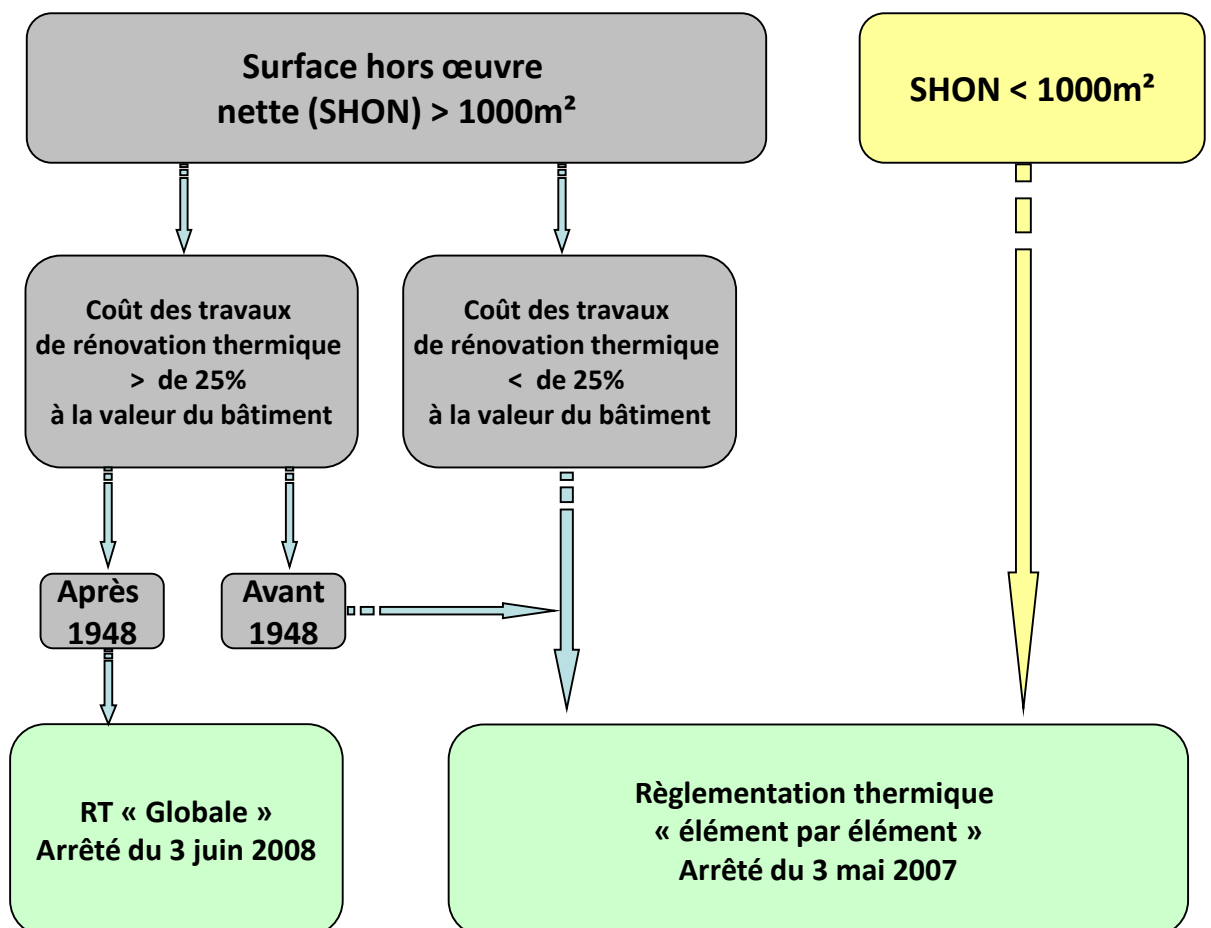 Surface hors œuvre
nette (SHON) > 1000m²
SHON < 1000m²
Coût des travaux
de rénovation thermique
> de 25%
à la valeur du bâtiment
Coût des travaux
de rénovation thermique
< de 25%
à la valeur du bâtiment
Après
1948
Avant
1948
RT « Globale »
Arrêté du 3 juin 2008
Règlementation thermique
« élément par élément »
Arrêté du 3 mai 2007